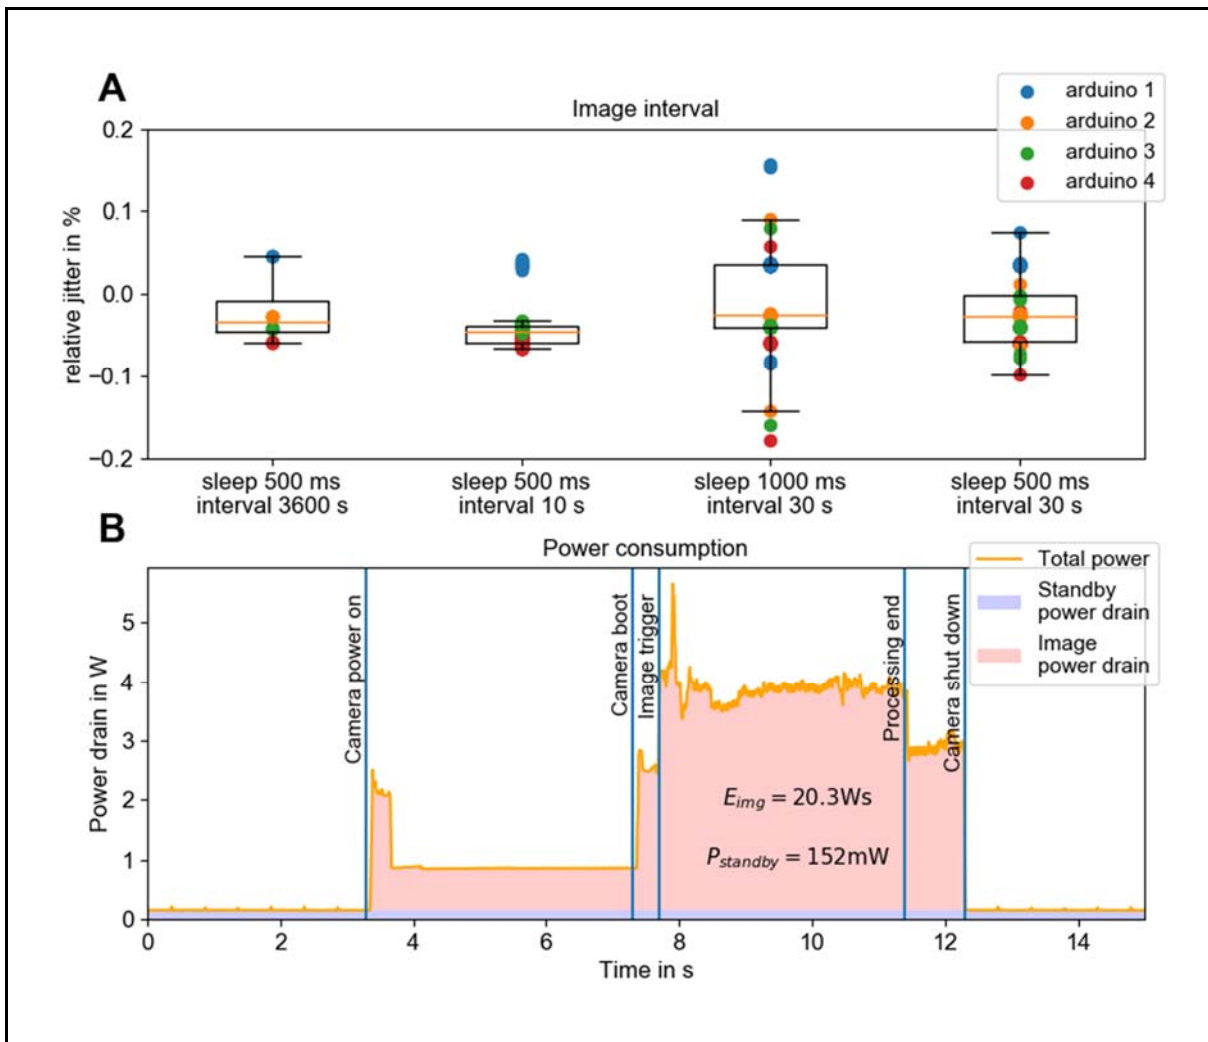 A
Image interval
arduino 1
arduino 2
arduino 3
arduino 4
relative jitter in %
0.2
0.1
0.0
−0.1
−0.2
sleep 500 ms
interval 3600 s
sleep 500 ms
interval 10 s
sleep 1000 ms
interval 30 s
sleep 500 ms
interval 30 s
B
Power consumption
Total power
Standby
power drain
Image
power drain
Power drain in W
5
4
3
2
1
0
Camera power on
Camera boot
Image trigger
Processing end
Camera shut down
E_img = 20.3Ws
P_standby = 152mW
0
2
4
6
8
10
12
14
Time in s